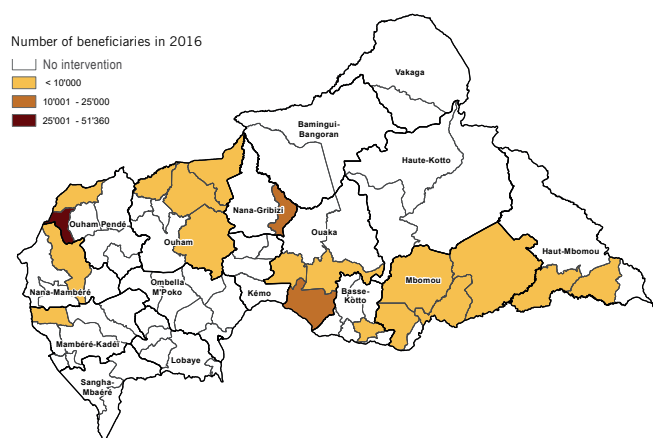 Number of beneficiaries in 2016
No intervention
< 10'000
10'001 - 25'000
25'001 - 51'360
Vakaga
Bamingui-
Bangoran
Haute-Kotto
Nana-Gribizi
Ouham Pendé
Ouham
Ouaka
Haut-Mbomou
Mbomou
Nana-Mambéré
Ombella
M'Poko
Kémo
Basse-
Kotto
Mambéré-Kadéï
Lobaye
Sangha-
Mbaéré